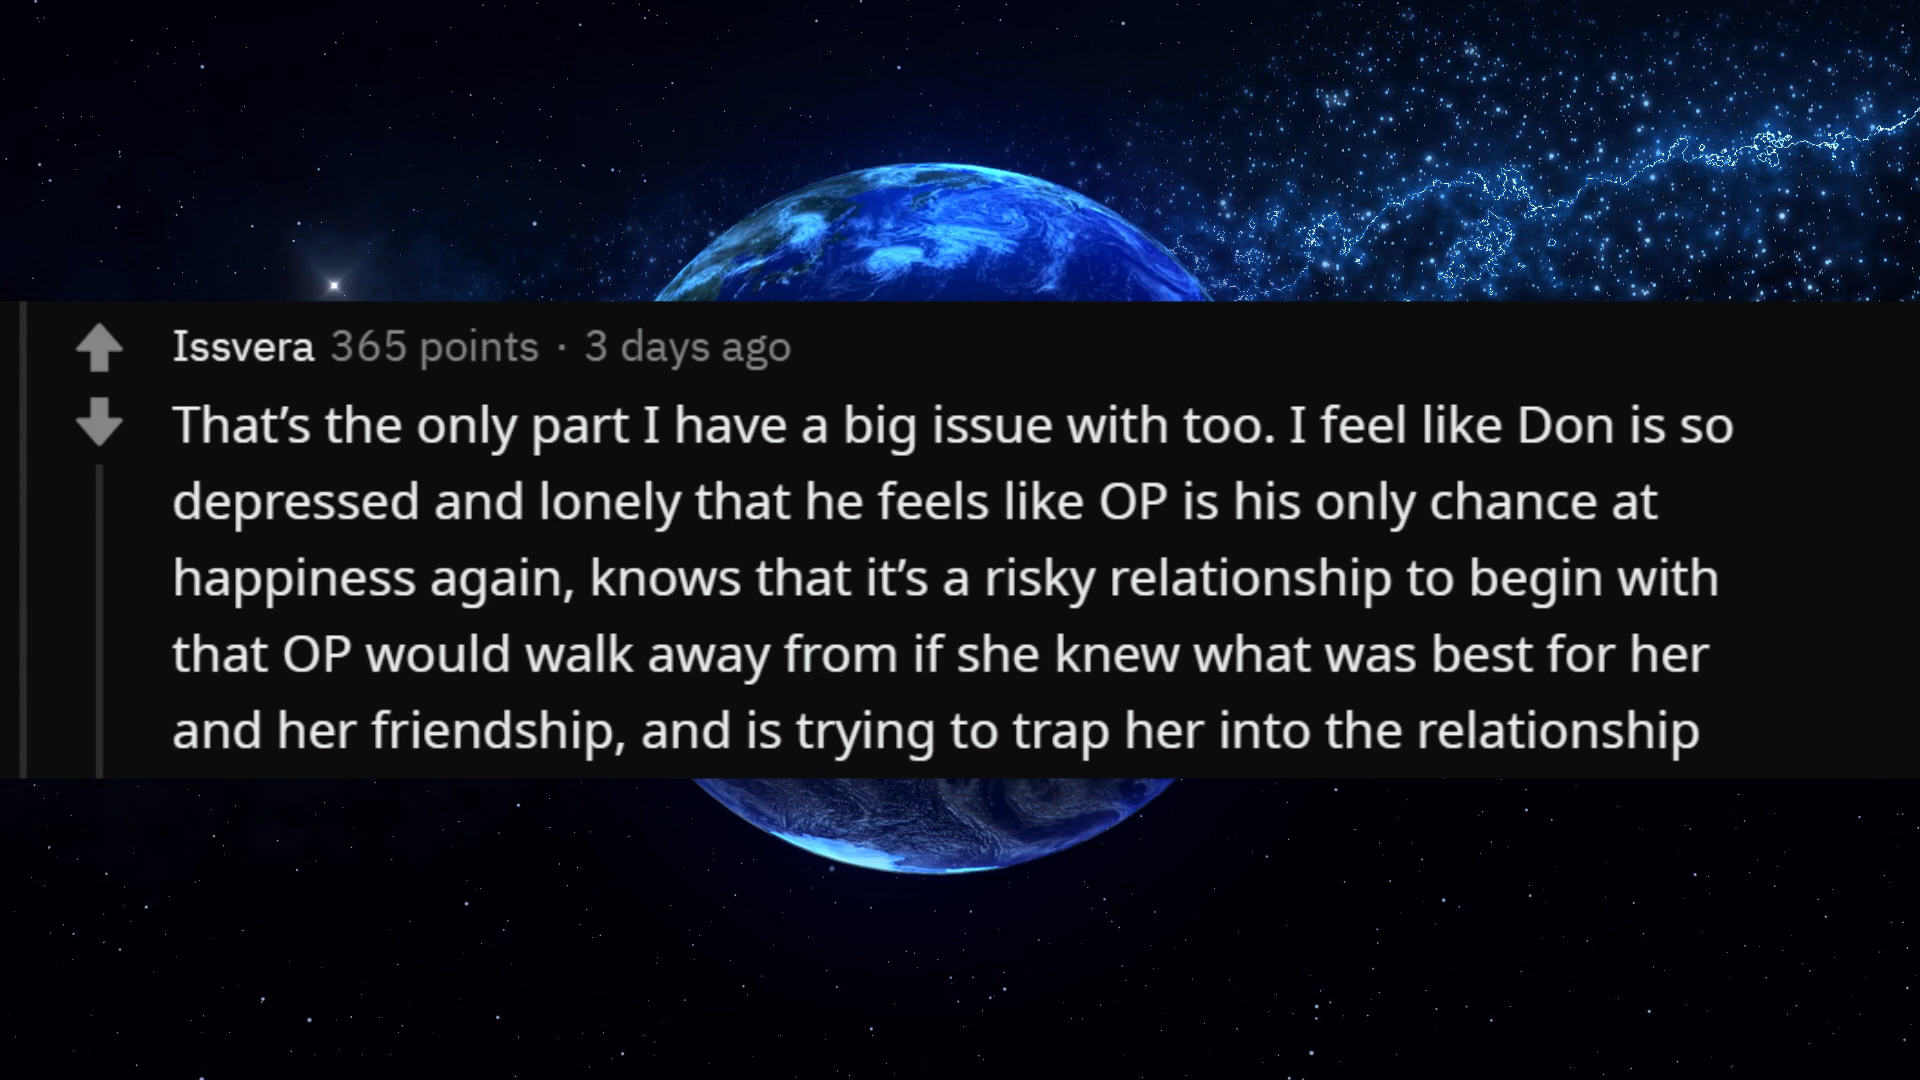 Issvera 365 points · 3 days ago
That’s the only part I have a big issue with too. I feel like Don is so
depressed and lonely that he feels like OP is his only chance at
happiness again, knows that it’s a risky relationship to begin with
that OP would walk away from if she knew what was best for her
and her friendship, and is trying to trap her into the relationship